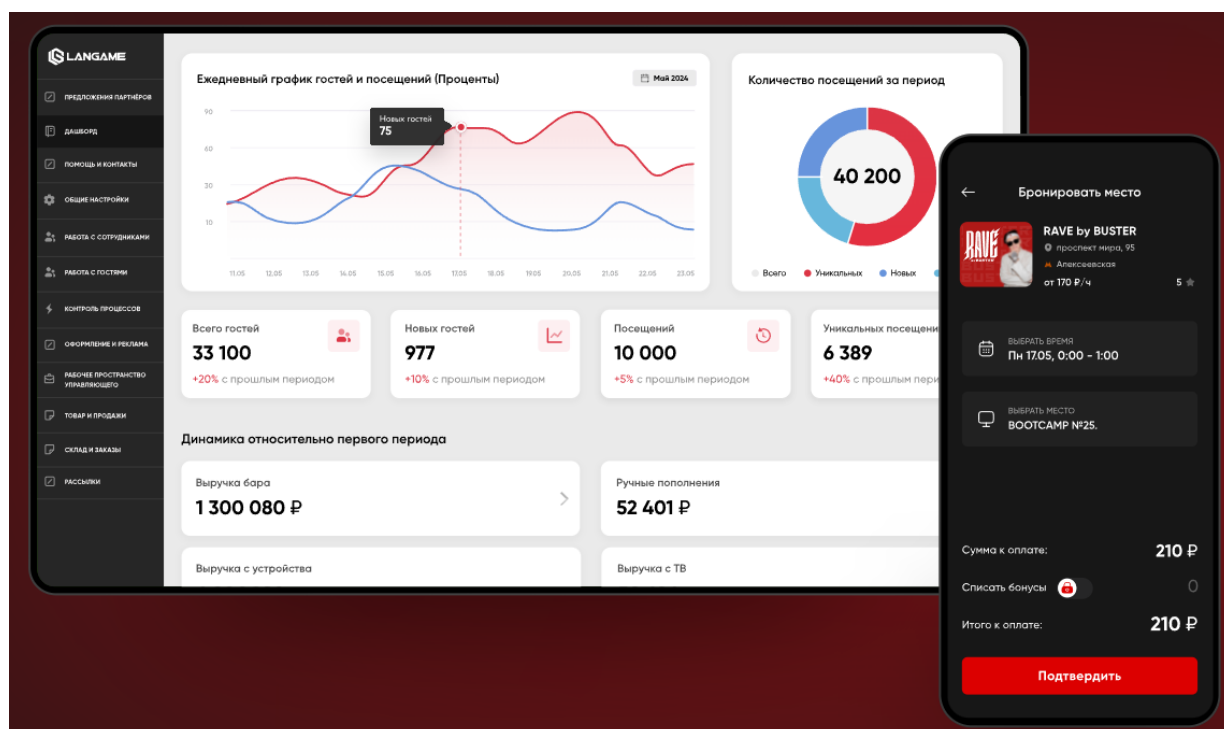 LANGAME
ПРЕДЛОЖЕНИЯ ПАРТНЁРОВ
ДАШБОРД
ПОМОЩЬ И КОНТАКТЫ
ОБЩИЕ НАСТРОЙКИ
РАБОТА С СОТРУДНИКАМИ
РАБОТА С ГОСТЯМИ
КОНТРОЛЬ ПРОЦЕССОВ
ОФОРМЛЕНИЕ И РЕКЛАМА
РАБОЧЕЕ ПРОСТРАНСТВО
УПРАВЛЯЮЩЕГО
ТОВАР И ПРОДАЖИ
СКЛАД И ЗАКАЗЫ
РАССЫЛКИ
Ежедневный график гостей и посещений (Проценты)
Май 2024
90
60
30
10
Новых гостей
75
11.05 12.05 13.05 14.05 15.05 16.05 17.05 18.05 19.05 20.05 21.05 22.05 23.05
Количество посещений за период
40 200
Всего Уникальных Новых
Всего гостей
33 100
+20% с прошлым периодом
Новых гостей
977
+10% с прошлым периодом
Посещений
10 000
+5% с прошлым периодом
Уникальных посещени
6 389
+40% с прошлым пери
Динамика относительно первого периода
Выручка бара
1 300 080 ₽
Ручные пополнения
52 401 ₽
Выручка с устройства
Выручка с ТВ
Бронировать место
RAVE
RAVE by BUSTER
проспект мира, 95
Алексеевская
от 170 ₽/ч
5
ВЫБРАТЬ ВРЕМЯ
Пн 17.05, 0:00 - 1:00
ВЫБРАТЬ МЕСТО
BOOTCAMP №25.
Сумма к оплате: 210 ₽
Списать бонусы 0
Итого к оплате: 210 ₽
Подтвердить